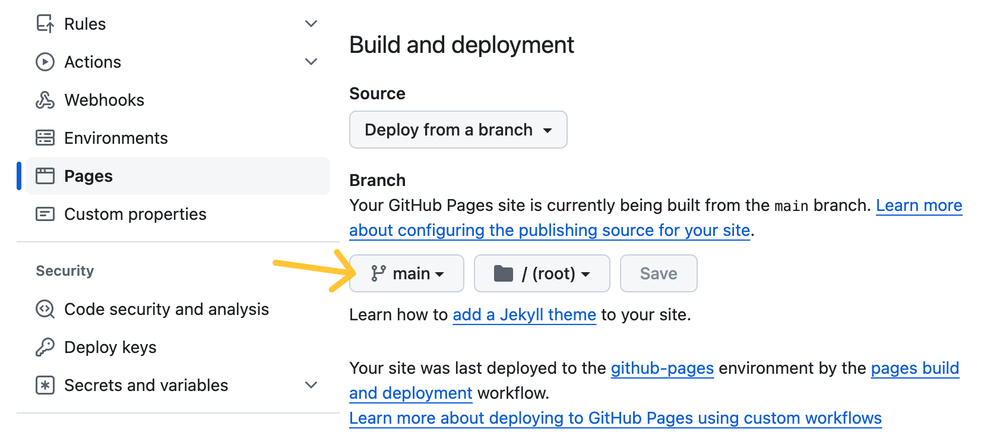 Rules
Actions
Webhooks
Environments
Pages
Custom properties
Security
Code security and analysis
Deploy keys
Secrets and variables
Build and deployment
Source
Deploy from a branch
Branch
Your GitHub Pages site is currently being built from the main branch. Learn more
about configuring the publishing source for your site.
main
/ (root)
Save
Learn how to add a Jekyll theme to your site.
Your site was last deployed to the github-pages environment by the pages build
and deployment workflow.
Learn more about deploying to GitHub Pages using custom workflows